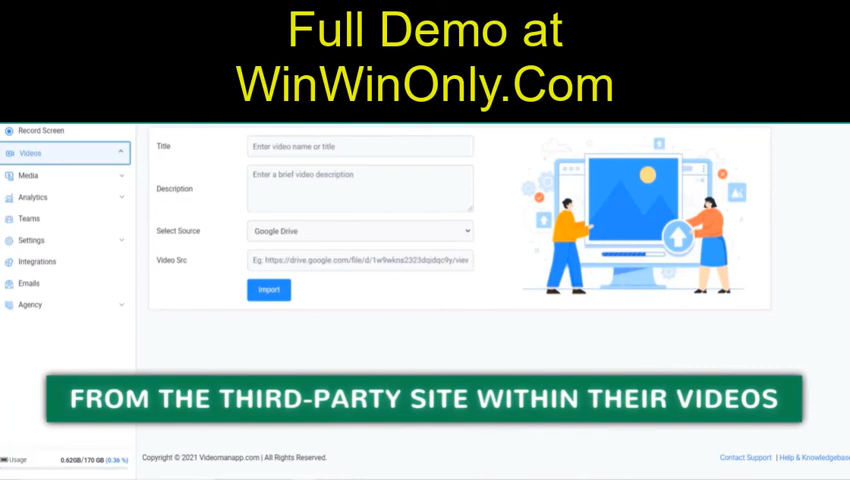 Full Demo at
WinWinOnly.Com
Record Screen
Videos
Media
Analytics
Teams
Settings
Integrations
Emails
Agency
Title
Enter video name or title
Description
Enter a brief video description
Select Source
Google Drive
Video Src
Eg. https://drive.google.com/file/d/1w9wkns2323dqidqc9y/view
Import
FROM THE THIRD-PARTY SITE WITHIN THEIR VIDEOS
Usage
0.62GB/170 GB (0.36 %)
Copyright © 2021 Videomanapp.com | All Rights Reserved.
Contact Support | Help & Knowledgebase